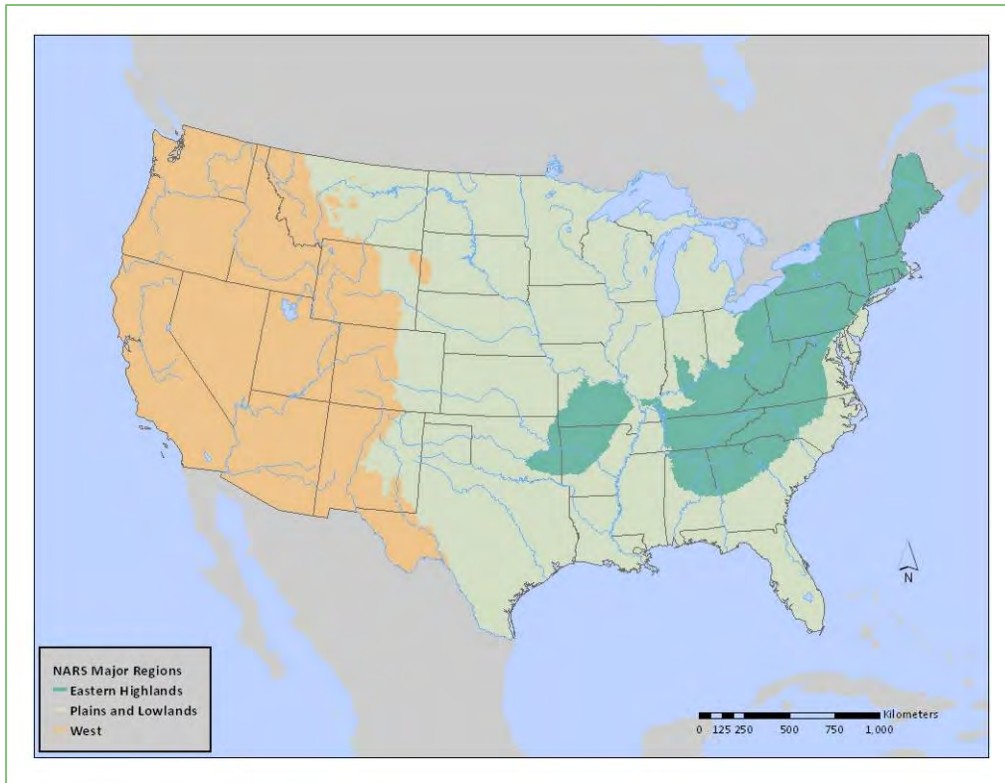 N
NARS Major Regions
Eastern Highlands
Plains and Lowlands
West
Kilometers
0 125 250 500 750 1,000